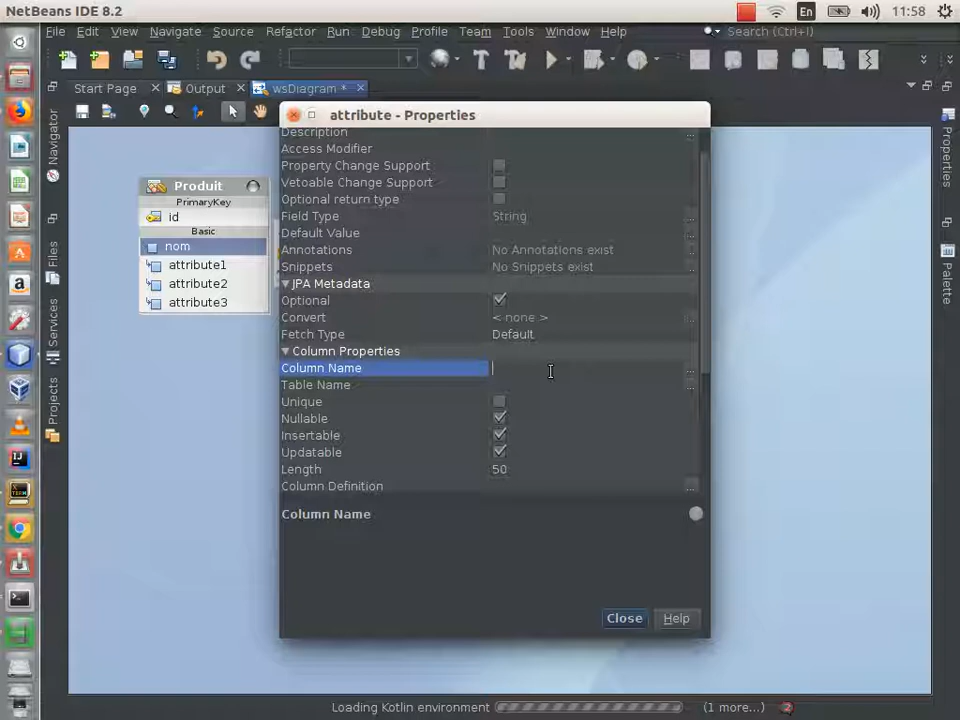 NetBeans IDE 8.2
En
11:58
File Edit View Navigate Source Refactor Run Debug Profile Team Tools Window Help
Search (Ctrl+I)
Start Page
Output
wsDiagram *
Navigator
Files
Services
Projects
Properties
Palette
Produit
PrimaryKey
id
Basic
nom
attribute1
attribute2
attribute3
attribute - Properties
Description ...
Access Modifier
Property Change Support
Vetoable Change Support
Optional return type
Field Type String ...
Default Value ...
Annotations No Annotations exist ...
Snippets No Snippets exist ...
JPA Metadata
Optional
Convert < none > ...
Fetch Type Default
Column Properties
Column Name ...
Table Name ...
Unique
Nullable
Insertable
Updatable
Length 50
Column Definition ...
Column Name
Close Help
Loading Kotlin environment (1 more...) 2